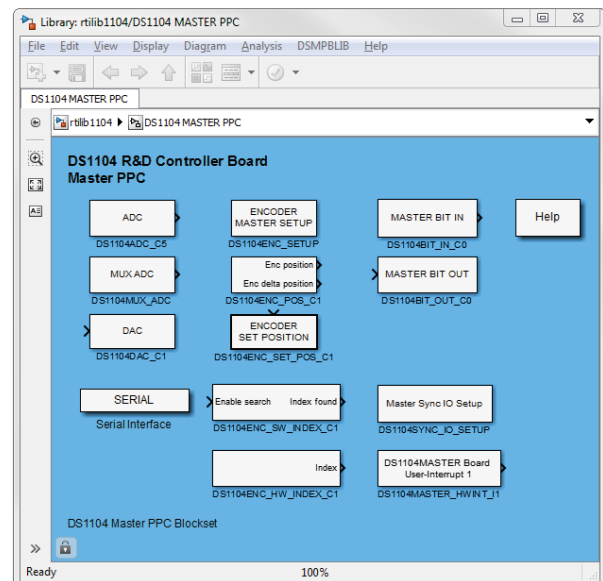 Library: rtilib1104/DS1104 MASTER PPC
File Edit View Display Diagram Analysis DSMPBLIB Help
DS1104 MASTER PPC
rtilib1104 DS1104 MASTER PPC
DS1104 R&D Controller Board
Master PPC
ADC
DS1104ADC_C5
ENCODER
MASTER SETUP
DS1104ENC_SETUP
MASTER BIT IN
DS1104BIT_IN_C0
Help
MUX ADC
DS1104MUX_ADC
Enc position
Enc delta position
DS1104ENC_POS_C1
MASTER BIT OUT
DS1104BIT_OUT_C0
DAC
DS1104DAC_C1
ENCODER
SET POSITION
DS1104ENC_SET_POS_C1
SERIAL
Serial Interface
Enable search Index found
DS1104ENC_SW_INDEX_C1
Master Sync IO Setup
DS1104SYNC_IO_SETUP
Index
DS1104ENC_HW_INDEX_C1
DS1104MASTER Board
User-Interrupt 1
DS1104MASTER_HWINT_I1
DS1104 Master PPC Blockset
Ready 100%